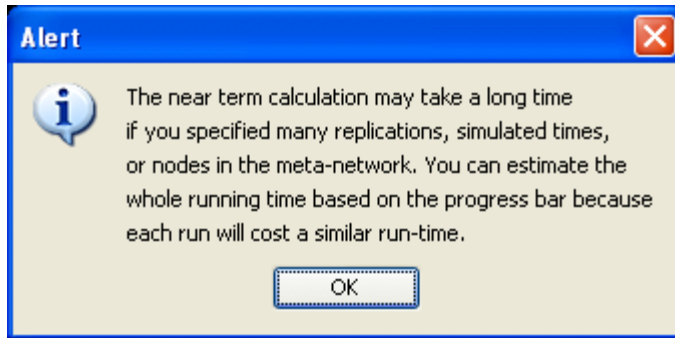 Alert
The near term calculation may take a long time
if you specified many replications, simulated times,
or nodes in the meta-network. You can estimate the
whole running time based on the progress bar because
each run will cost a similar run-time.
OK